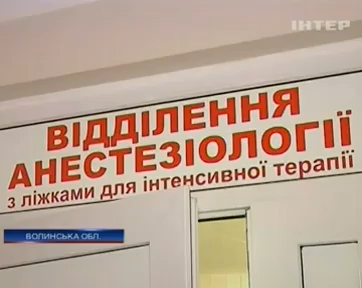 ІНТЕР
ВІДДІЛЕННЯ
АНЕСТЕЗІОЛОГІЇ
з ліжками для інтенсивної терапії
ВОЛИНСЬКА ОБЛ.